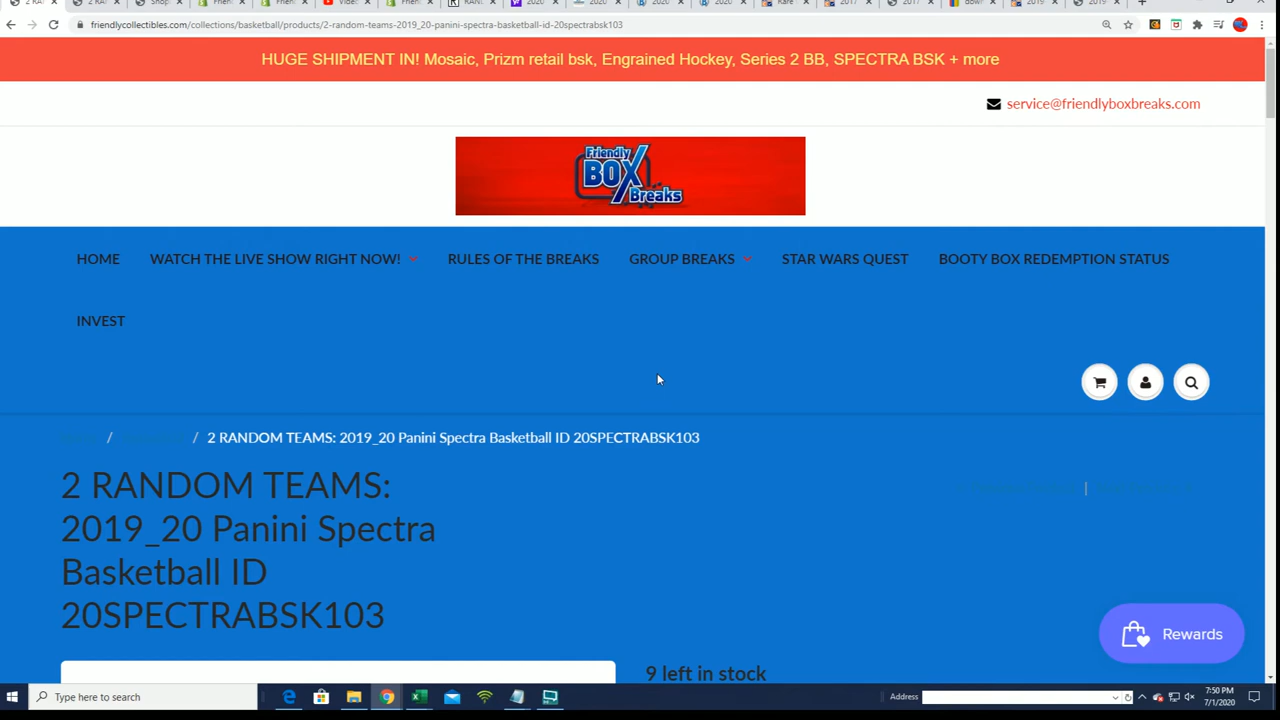 friendlycollectibles.com/collections/basketball/products/2-random-teams-2019_20-panini-spectra-basketball-id-20spectrabsk103
HUGE SHIPMENT IN! Mosaic, Prizm retail bsk, Engrained Hockey, Series 2 BB, SPECTRA BSK + more
service@friendlyboxbreaks.com
Friendly
BOX
Breaks
HOME WATCH THE LIVE SHOW RIGHT NOW! RULES OF THE BREAKS GROUP BREAKS STAR WARS QUEST BOOTY BOX REDEMPTION STATUS
INVEST
/ / 2 RANDOM TEAMS: 2019_20 Panini Spectra Basketball ID 20SPECTRABSK103
2 RANDOM TEAMS:
2019_20 Panini Spectra
Basketball ID
20SPECTRABSK103
|
Rewards
9 left in stock
Type here to search
Address
7:50 PM
7/1/2020